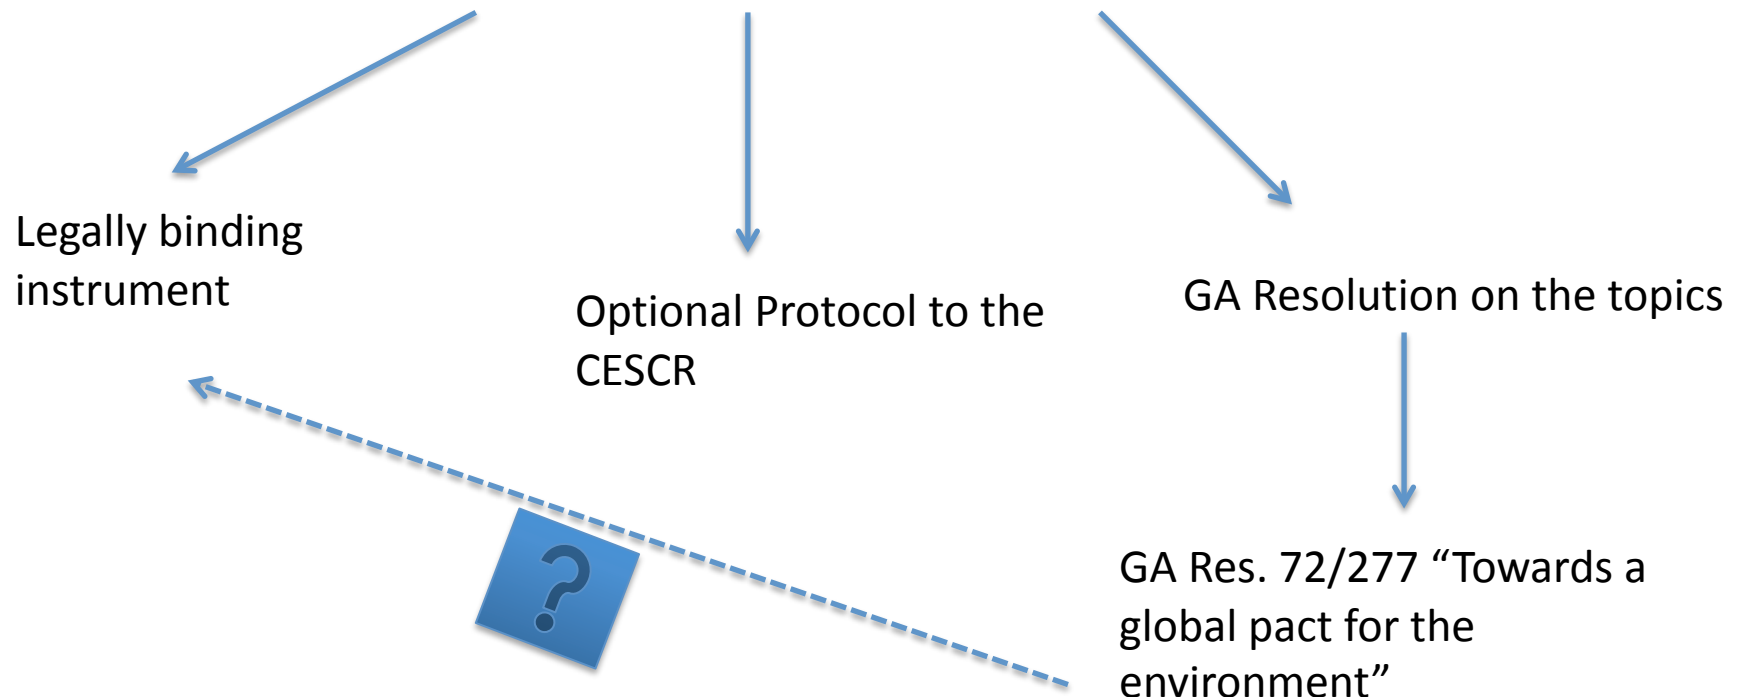 Legally binding
instrument
Optional Protocol to the
CESCR
GA Resolution on the topics
?
GA Res. 72/277 “Towards a
global pact for the
environment”